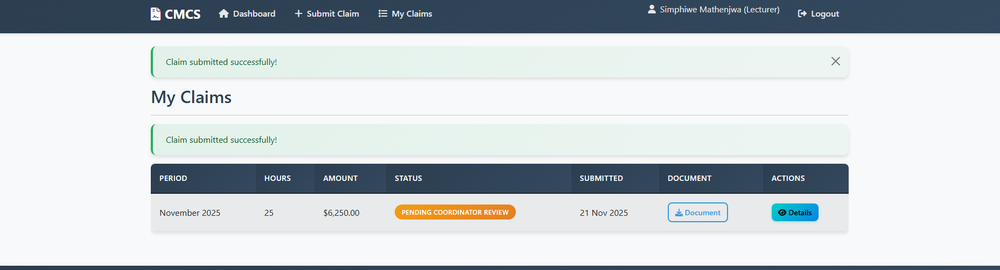 CMCS Dashboard Submit Claim My Claims Simphiwe Mathenjwa (Lecturer) Logout
Claim submitted successfully!
My Claims
Claim submitted successfully!
PERIOD HOURS AMOUNT STATUS SUBMITTED DOCUMENT ACTIONS
November 2025 25 $6,250.00 PENDING COORDINATOR REVIEW 21 Nov 2025 Document Details